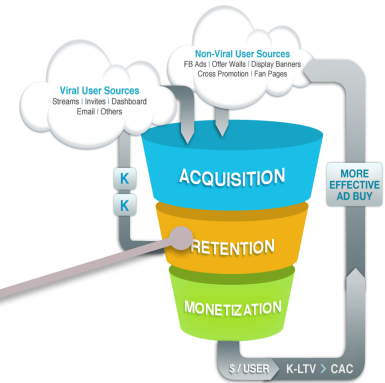 Non-Viral User Sources
FB Ads | Offer Walls | Display Banners
Cross Promotion | Fan Pages
Viral User Sources
Streams | Invites | Dashboard
Email | Others
ACQUISITION
K
K
MORE
EFFECTIVE
AD BUY
RETENTION
MONETIZATION
$ / USER K-LTV > CAC